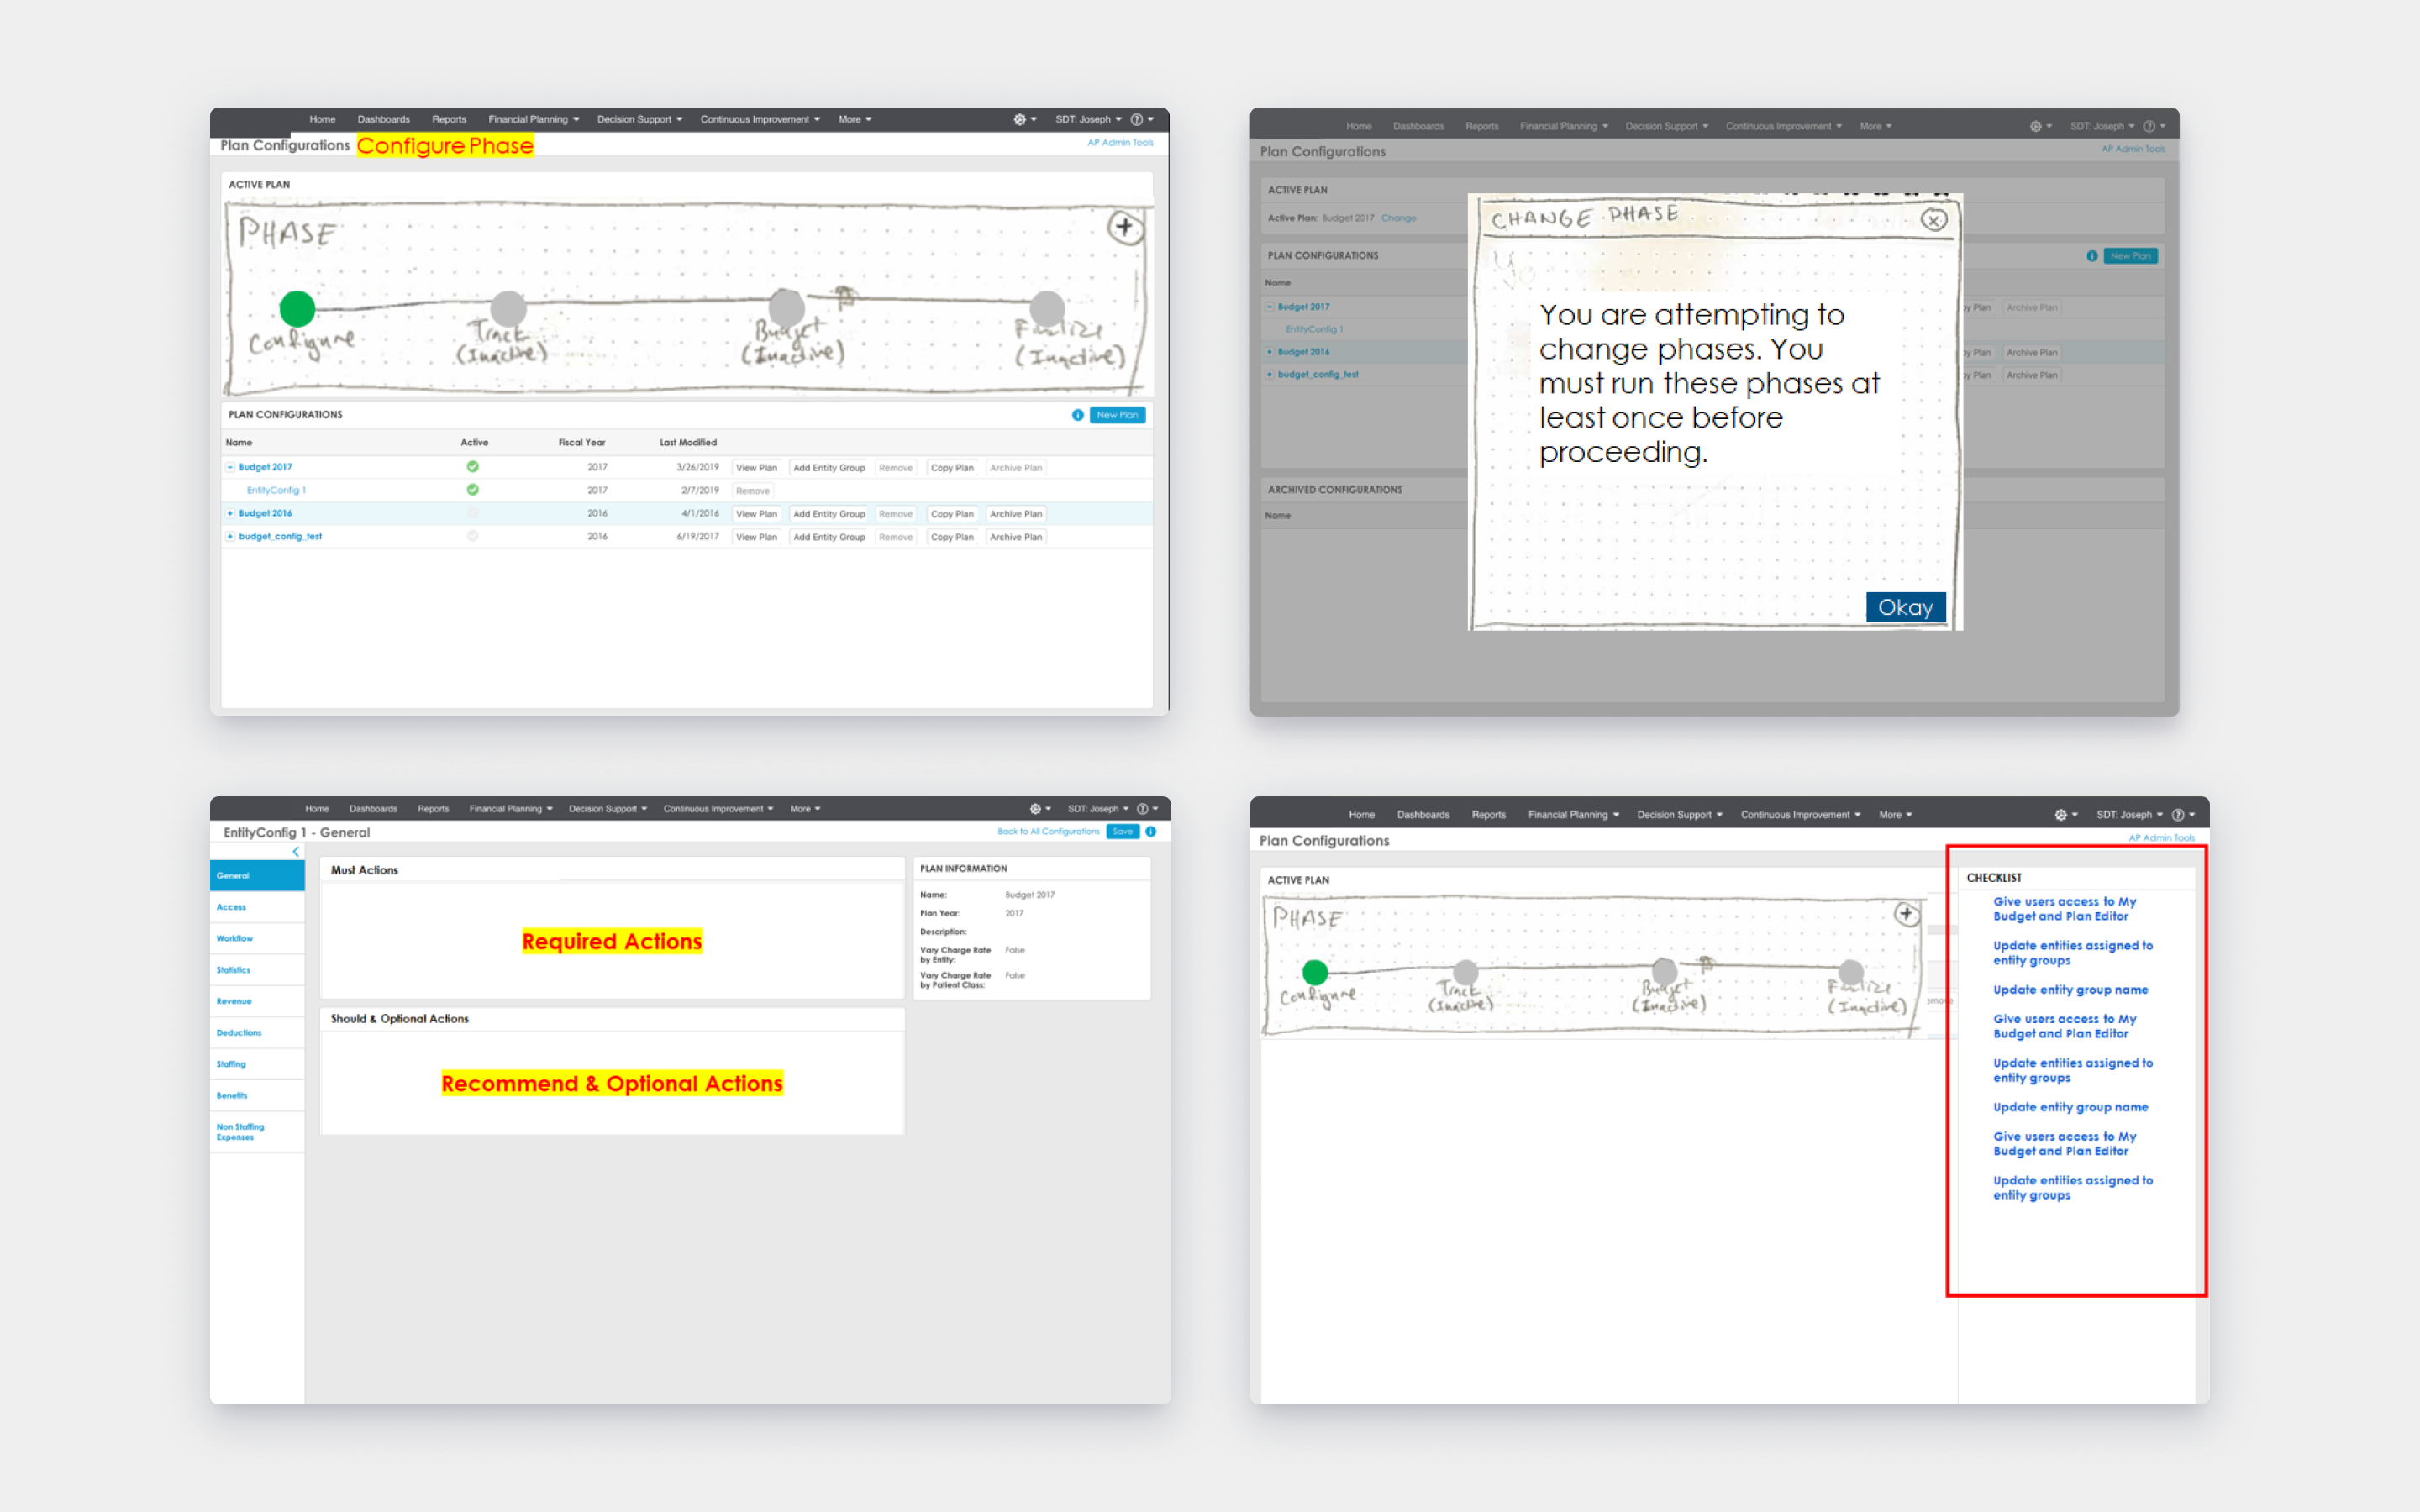 Home Dashboards Reports Financial Planning Decision Support Continuous Improvement More SDT: Joseph
Plan Configurations Configure Phase AP Admin Tools
ACTIVE PLAN
PHASE
Configure Track Budget Finalize
(Inactive) (Inactive) (Inactive)
PLAN CONFIGURATIONS New Plan
Name Active Fiscal Year Last Modified
Budget 2017 2017 3/26/2019 View Plan Add Entity Group Remove Copy Plan Archive Plan
EntityConfig 1 2017 2/7/2019 Remove
Budget 2016 2016 4/1/2016 View Plan Add Entity Group Remove Copy Plan Archive Plan
budget_config_test 2016 6/19/2017 View Plan Add Entity Group Remove Copy Plan Archive Plan
Home Dashboards Reports Financial Planning Decision Support Continuous Improvement More SDT: Joseph
Plan Configurations AP Admin Tools
ACTIVE PLAN
Active Plan: Budget 2017 Change
PLAN CONFIGURATIONS New Plan
Name
Budget 2017 py Plan Archive Plan
EntityConfig 1
Budget 2016 py Plan Archive Plan
budget_config_test py Plan Archive Plan
ARCHIVED CONFIGURATIONS
Name
CHANGE PHASE
You are attempting to
change phases. You
must run these phases at
least once before
proceeding.
Okay
Home Dashboards Reports Financial Planning Decision Support Continuous Improvement More SDT: Joseph
EntityConfig 1 - General Back to All Configurations Save
General
Access
Workflow
Statistics
Revenue
Deductions
Staffing
Benefits
Non Staffing
Expenses
Must Actions
Required Actions
Should & Optional Actions
Recommend & Optional Actions
PLAN INFORMATION
Name: Budget 2017
Plan Year: 2017
Description:
Vary Charge Rate False
by Entity:
Vary Charge Rate False
by Patient Class:
Home Dashboards Reports Financial Planning Decision Support Continuous Improvement More SDT: Joseph
Plan Configurations AP Admin Tools
ACTIVE PLAN
PHASE
Configure Track Budget Finalize
(Inactive) (Inactive) (Inactive)
CHECKLIST
Give users access to My
Budget and Plan Editor
Update entities assigned to
entity groups
Update entity group name
Give users access to My
Budget and Plan Editor
Update entities assigned to
entity groups
Update entity group name
Give users access to My
Budget and Plan Editor
Update entities assigned to
entity groups